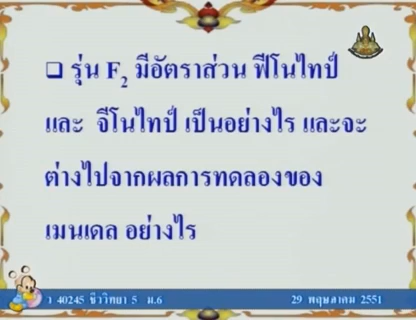 ❑ รุ่น F₂ มีอัตราส่วน ฟีโนไทป์
และ จีโนไทป์ เป็นอย่างไร และจะ
ต่างไปจากผลการทดลองของ
เมนเดล อย่างไร
ว 40245 ชีววิทยา 5 ม.6 29 พฤษภาคม 2551